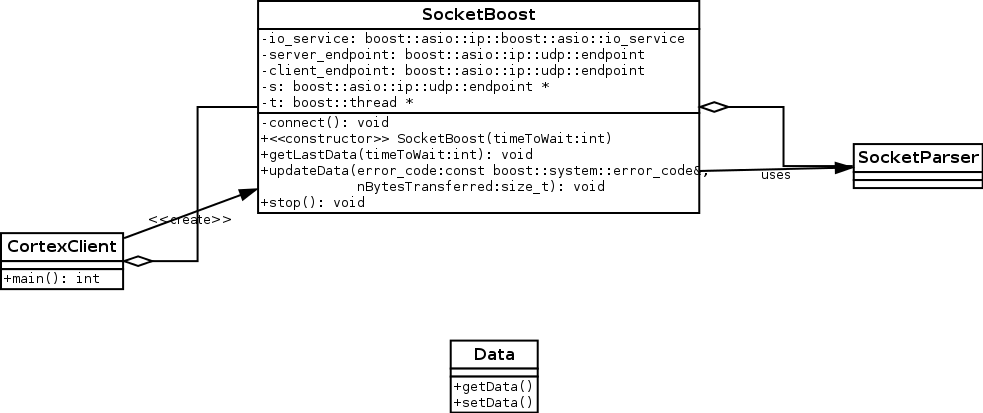 SocketBoost
-io_service: boost::asio::ip::boost::asio::io_service
-server_endpoint: boost::asio::ip::udp::endpoint
-client_endpoint: boost::asio::ip::udp::endpoint
-s: boost::asio::ip::udp::endpoint *
-t: boost::thread *
-connect(): void
+<<constructor>> SocketBoost(timeToWait:int)
+getLastData(timeToWait:int): void
+updateData(error_code:const boost::system::error_code&,
nBytesTransferred:size_t): void
+stop(): void
SocketParser
uses
<<create>>
CortexClient
+main(): int
Data
+getData()
+setData()